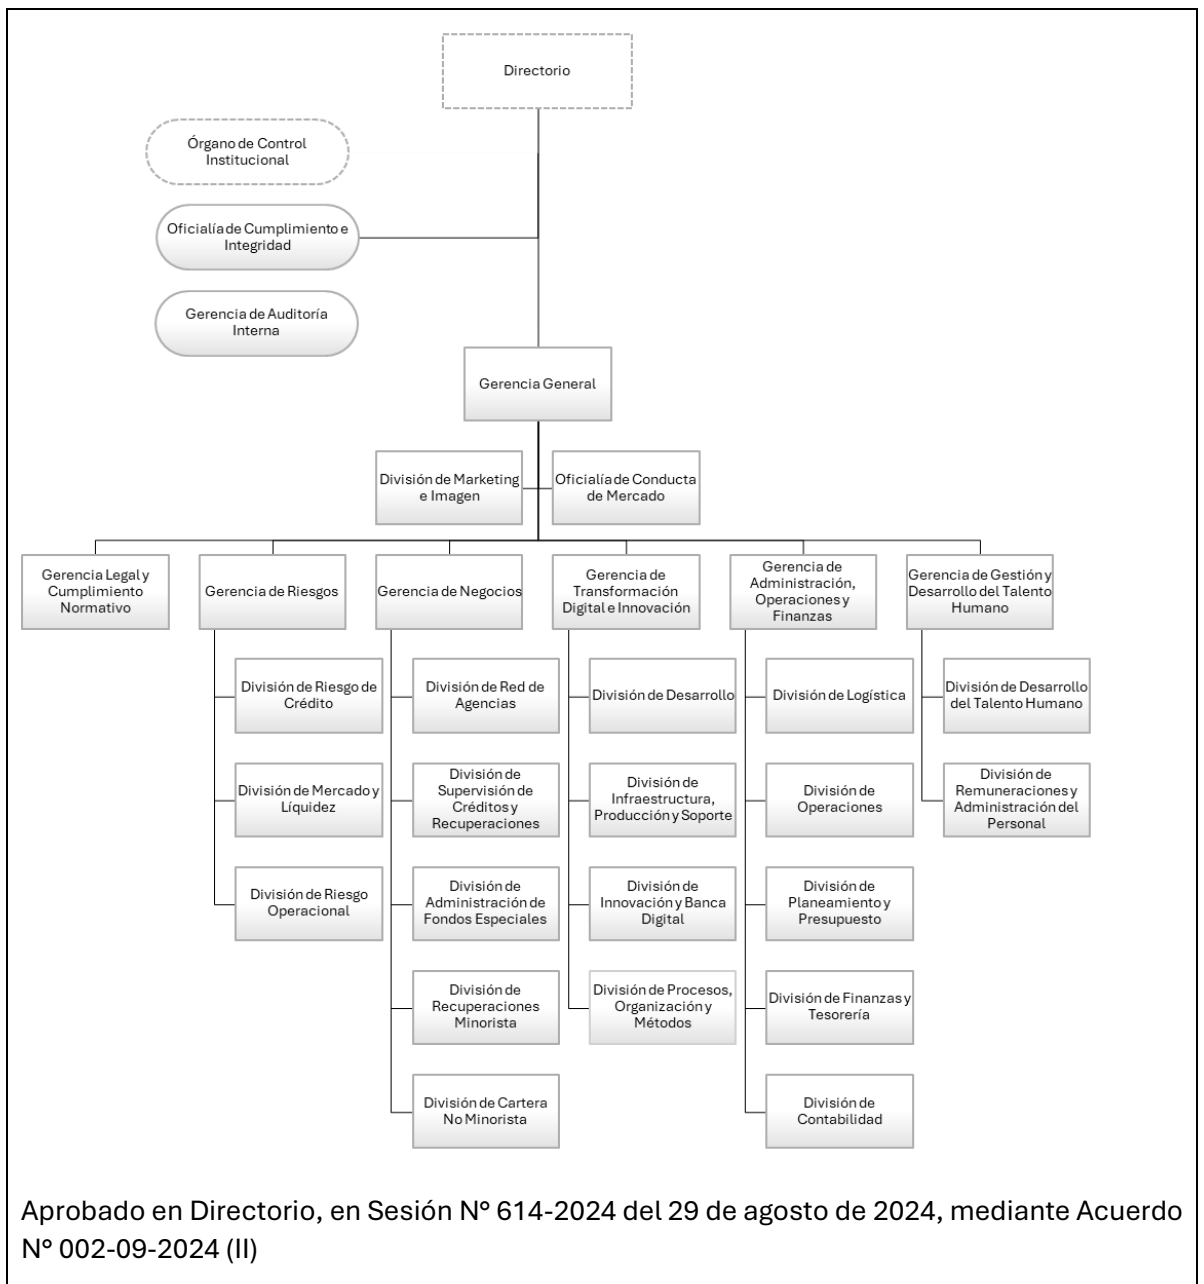 Directorio
Órgano de Control
Institucional
Oficialía de Cumplimiento e
Integridad
Gerencia de Auditoría
Interna
Gerencia General
División de Marketing
e Imagen
Oficialía de Conducta
de Mercado
Gerencia Legal y
Cumplimiento
Normativo
Gerencia de Riesgos
Gerencia de Negocios
Gerencia de
Transformación
Digital e Innovación
Gerencia de
Administración,
Operaciones y
Finanzas
Gerencia de Gestión y
Desarrollo del Talento
Humano
División de Riesgo de
Crédito
División de Mercado y
Líquidez
División de Riesgo
Operacional
División de Red de
Agencias
División de
Supervisión de
Créditos y
Recuperaciones
División de
Administración de
Fondos Especiales
División de
Recuperaciones
Minorista
División de Cartera
No Minorista
División de Desarrollo
División de
Infraestructura,
Producción y Soporte
División de
Innovación y Banca
Digital
División de Procesos,
Organización y
Métodos
División de Logística
División de
Operaciones
División de
Planeamiento y
Presupuesto
División de Finanzas y
Tesorería
División de
Contabilidad
División de Desarrollo
del Talento Humano
División de
Remuneraciones y
Administración del
Personal
Aprobado en Directorio, en Sesión N° 614-2024 del 29 de agosto de 2024, mediante Acuerdo
N° 002-09-2024 (II)